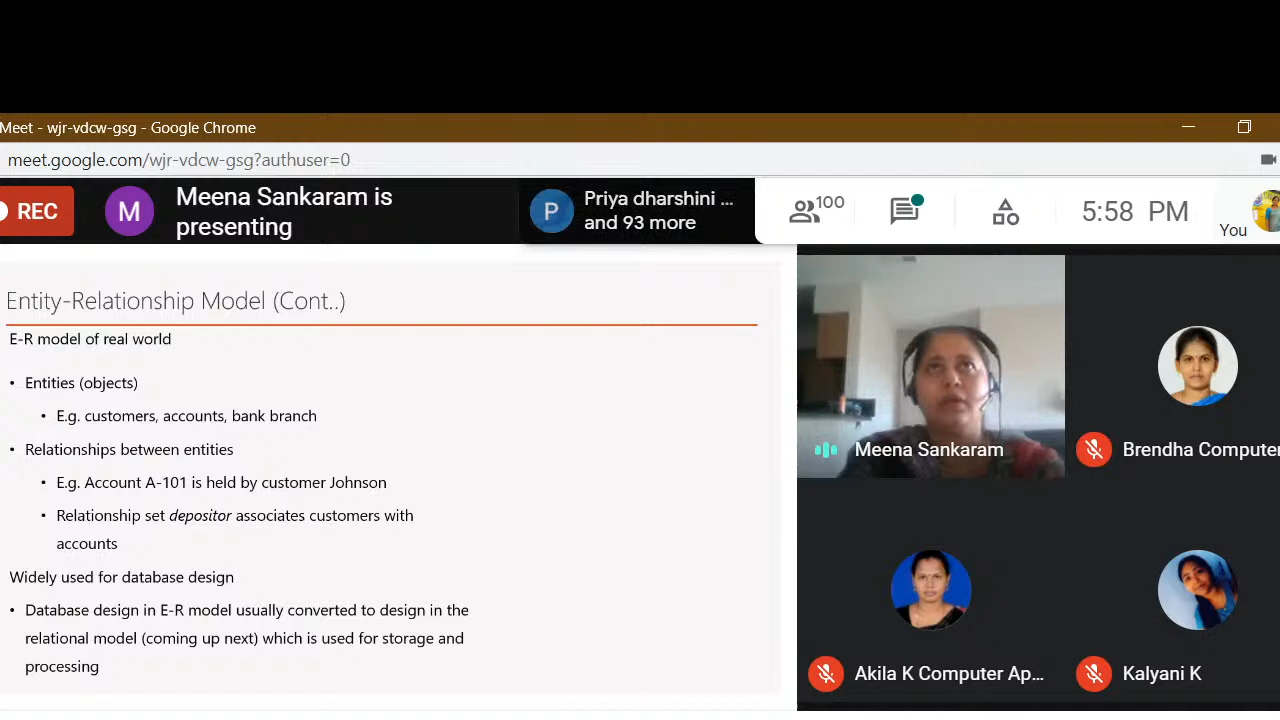 Meet - wjr-vdcw-gsg - Google Chrome
meet.google.com/wjr-vdcw-gsg?authuser=0
REC
M
Meena Sankaram is
presenting
P
Priya dharshini ...
and 93 more
100
5:58 PM
You
Entity-Relationship Model (Cont..)
E-R model of real world
• Entities (objects)
• E.g. customers, accounts, bank branch
• Relationships between entities
• E.g. Account A-101 is held by customer Johnson
• Relationship set depositor associates customers with
accounts
Widely used for database design
• Database design in E-R model usually converted to design in the
relational model (coming up next) which is used for storage and
processing
Meena Sankaram
Brendha Computer
Akila K Computer Ap...
Kalyani K